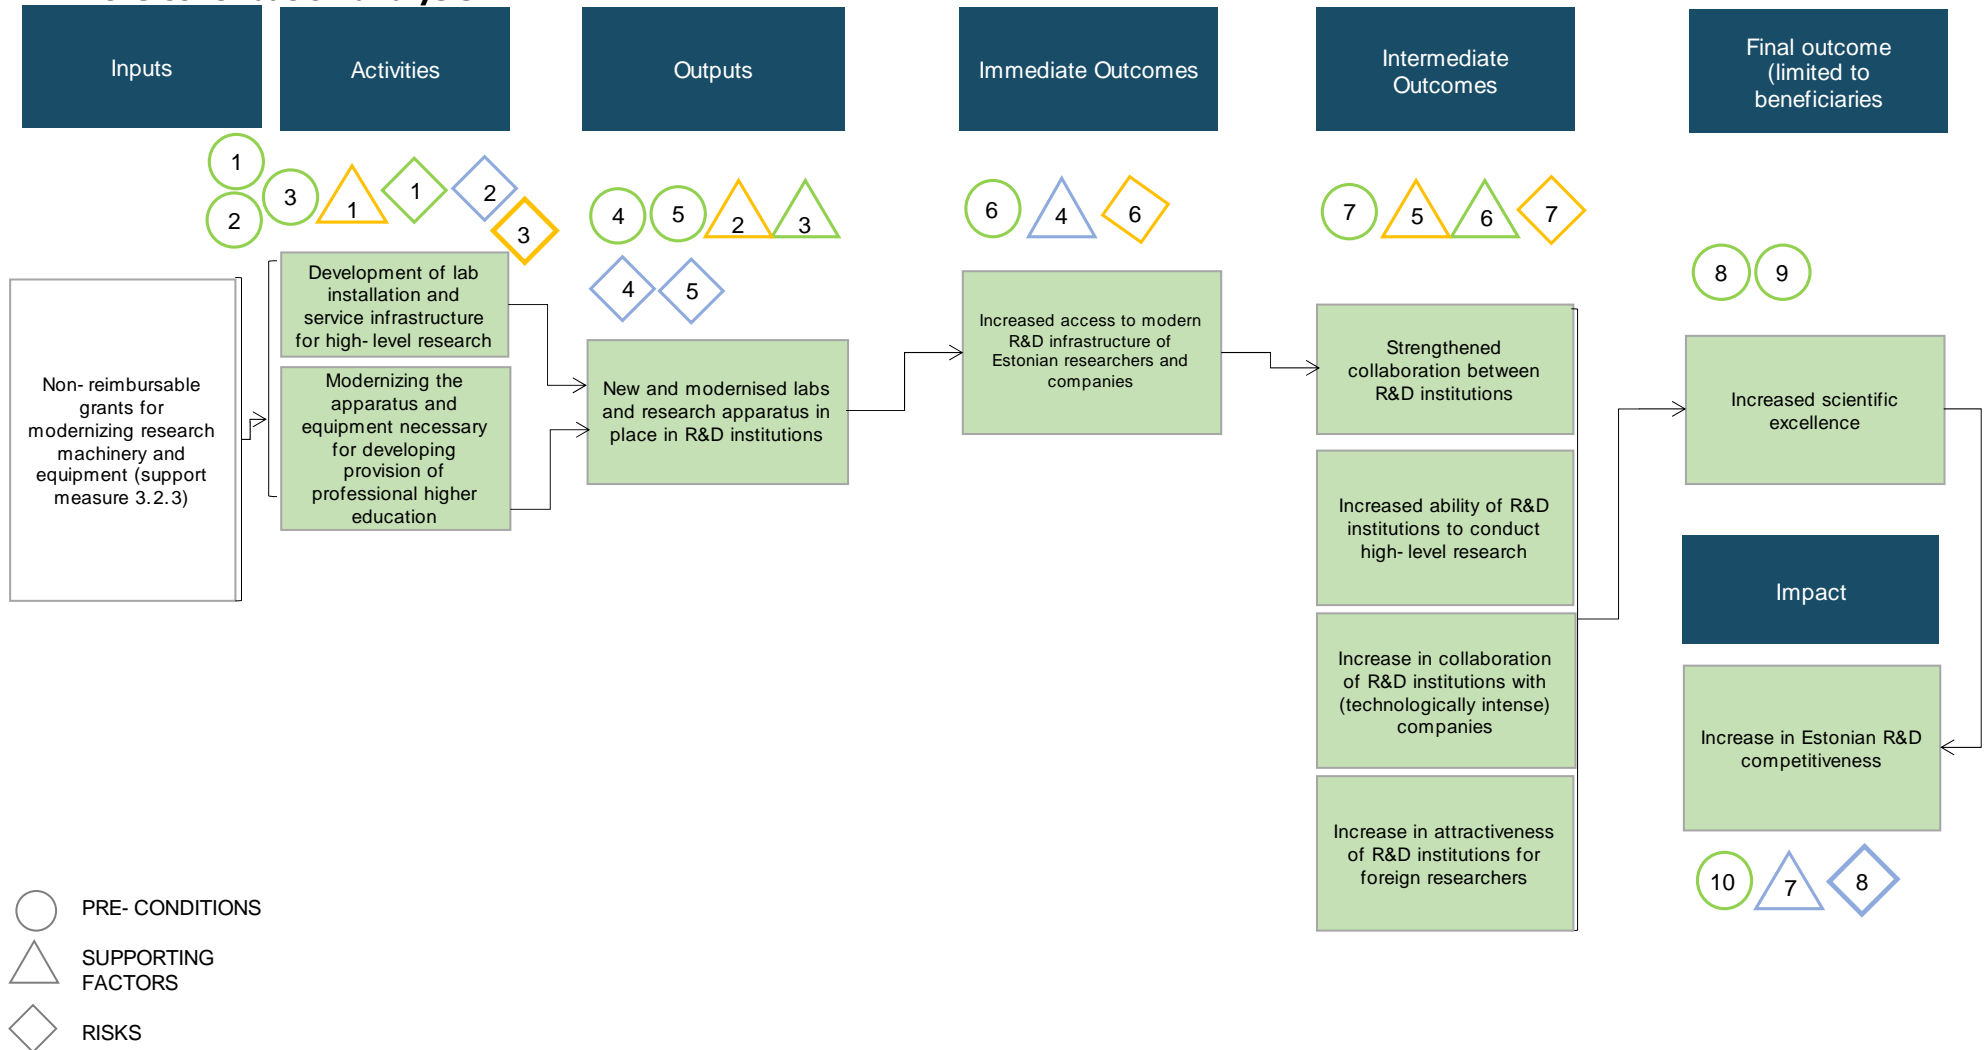 Inputs
Activities
Outputs
Immediate Outcomes
Intermediate
Outcomes
Final outcome
(limited to
beneficiaries
1
2
3
1
1
2
3
4
5
2
3
4
5
6
4
6
7
5
6
7
8
9
Non- reimbursable
grants for
modernizing research
machinery and
equipment (support
measure 3.2.3)
Development of lab
installation and
service infrastructure
for high- level research
Modernizing the
apparatus and
equipment necessary
for developing
provision of
professional higher
education
New and modernised labs
and research apparatus in
place in R&D institutions
Increased access to modern
R&D infrastructure of
Estonian researchers and
companies
Strengthened
collaboration between
R&D institutions
Increased ability of R&D
institutions to conduct
high- level research
Increase in collaboration
of R&D institutions with
(technologically intense)
companies
Increase in attractiveness
of R&D institutions for
foreign researchers
Increased scientific
excellence
Impact
Increase in Estonian R&D
competitiveness
10
7
8
PRE- CONDITIONS
SUPPORTING
FACTORS
RISKS